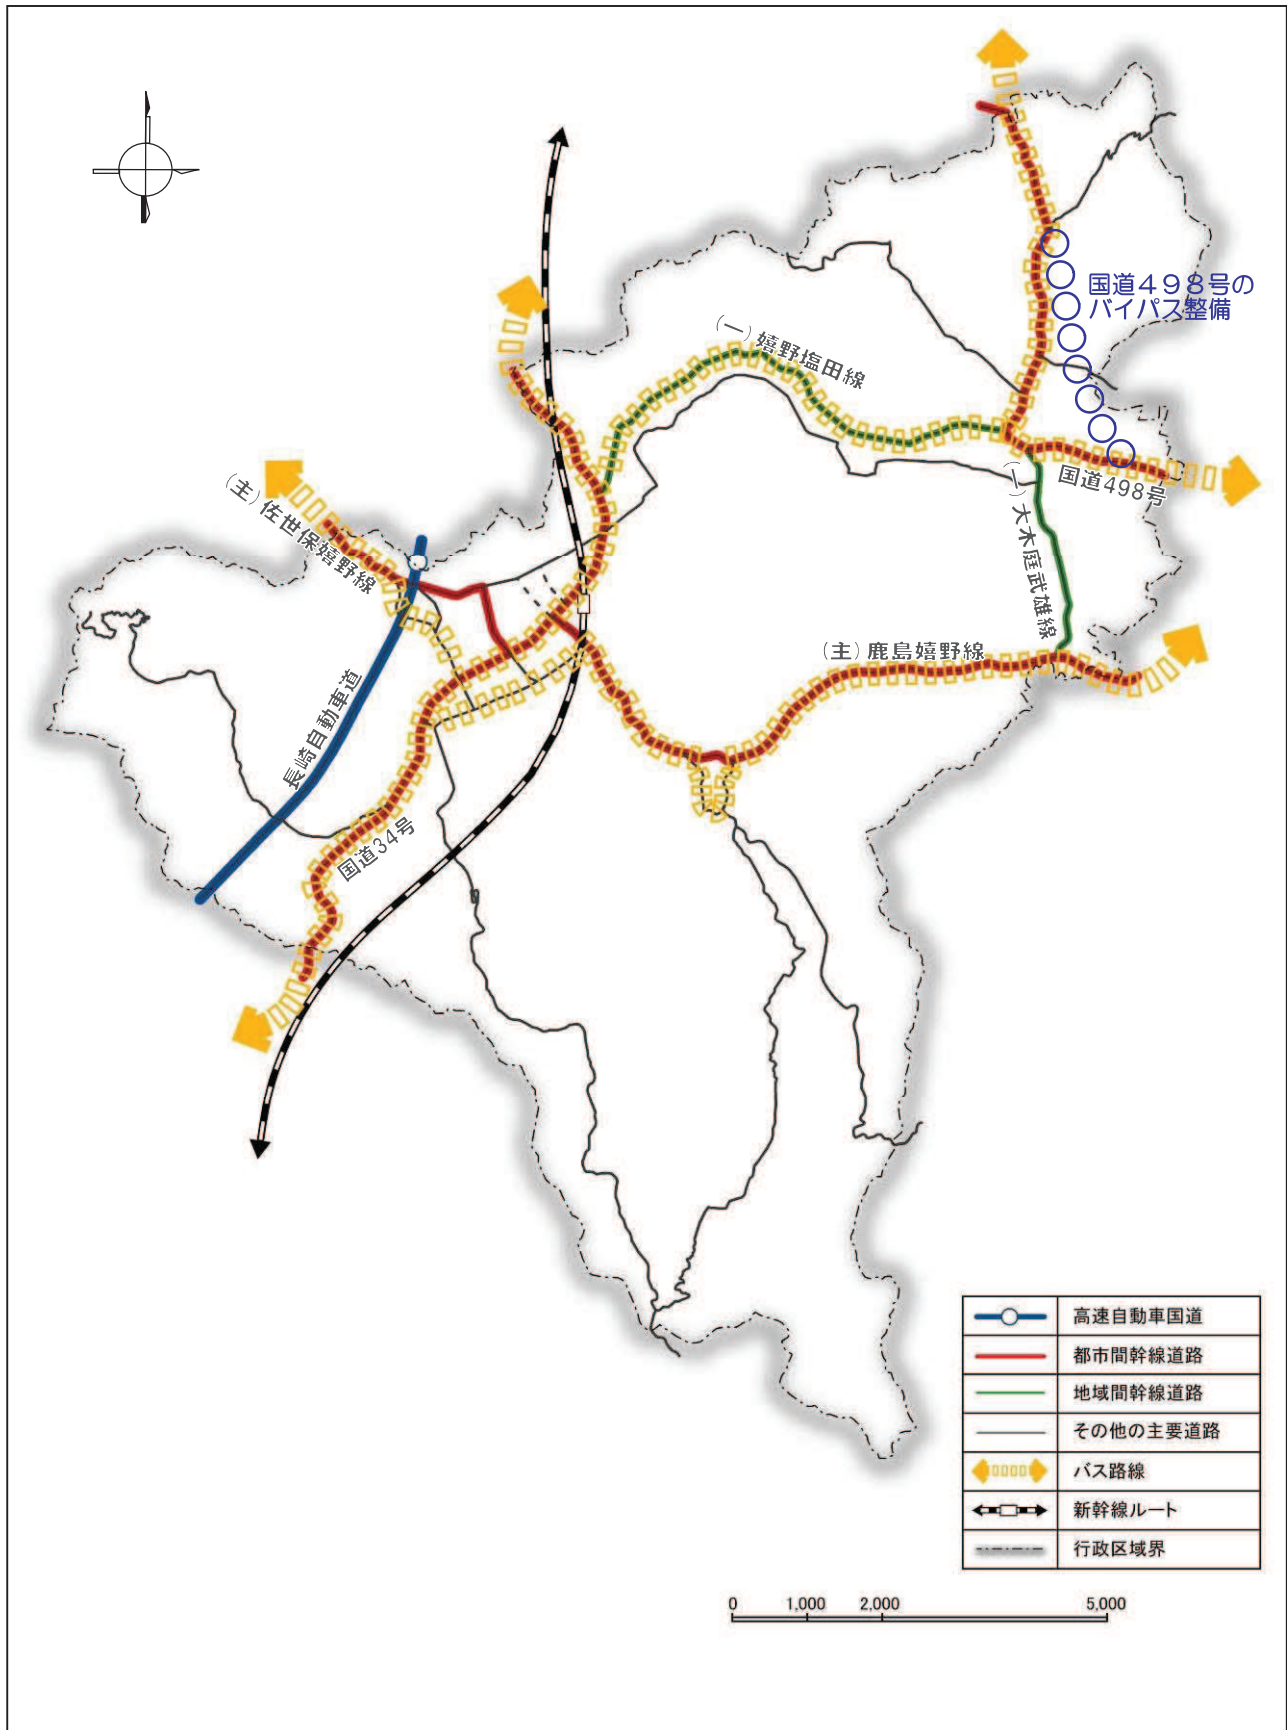 国道４９８号の
バイパス整備
(一)嬉野塩田線
国道498号
(主)佐世保嬉野線
(一)大木庭武雄線
(主)鹿島嬉野線
長崎自動車道
国道34号
高速自動車国道
都市間幹線道路
地域間幹線道路
その他の主要道路
バス路線
新幹線ルート
行政区域界
0 1,000 2,000 5,000